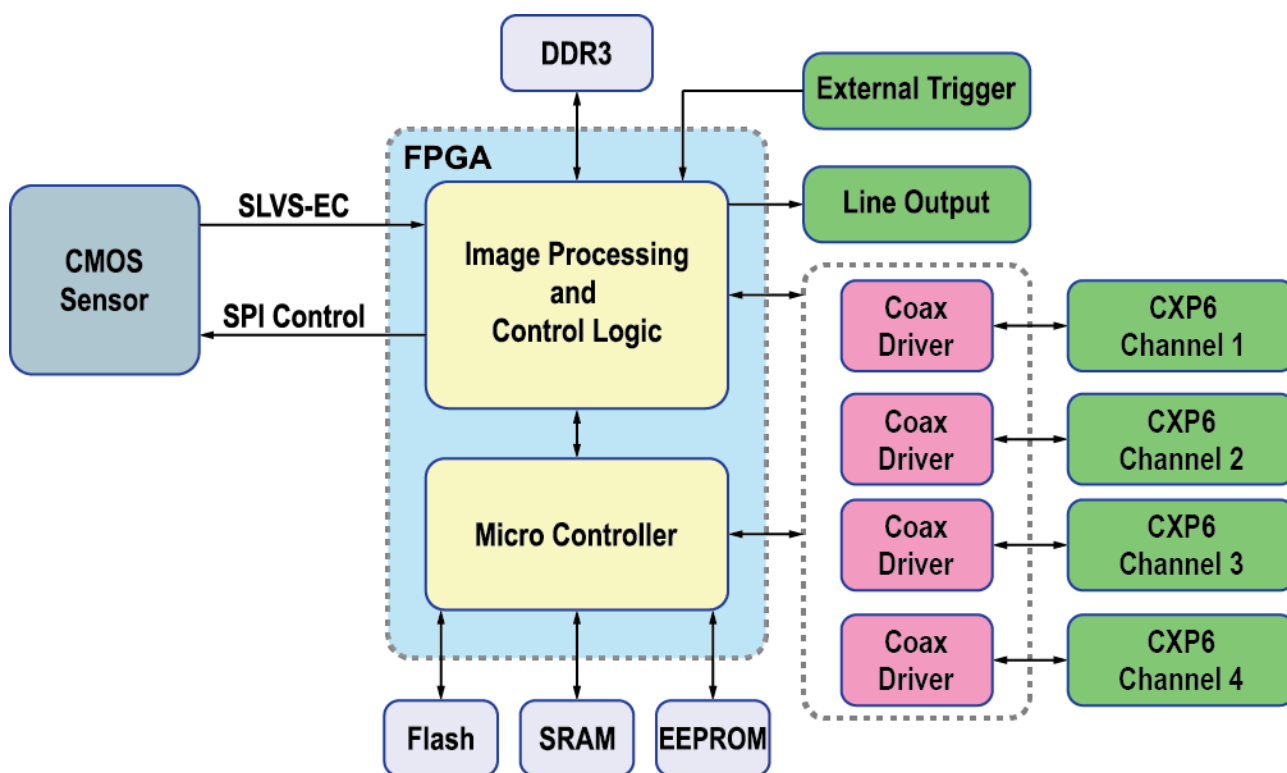 DDR3
External Trigger
FPGA
SLVS-EC
Line Output
CMOS
Sensor
Image Processing
and
Control Logic
SPI Control
Coax
Driver
CXP6
Channel 1
Coax
Driver
CXP6
Channel 2
Micro Controller
Coax
Driver
CXP6
Channel 3
Coax
Driver
CXP6
Channel 4
Flash
SRAM
EEPROM